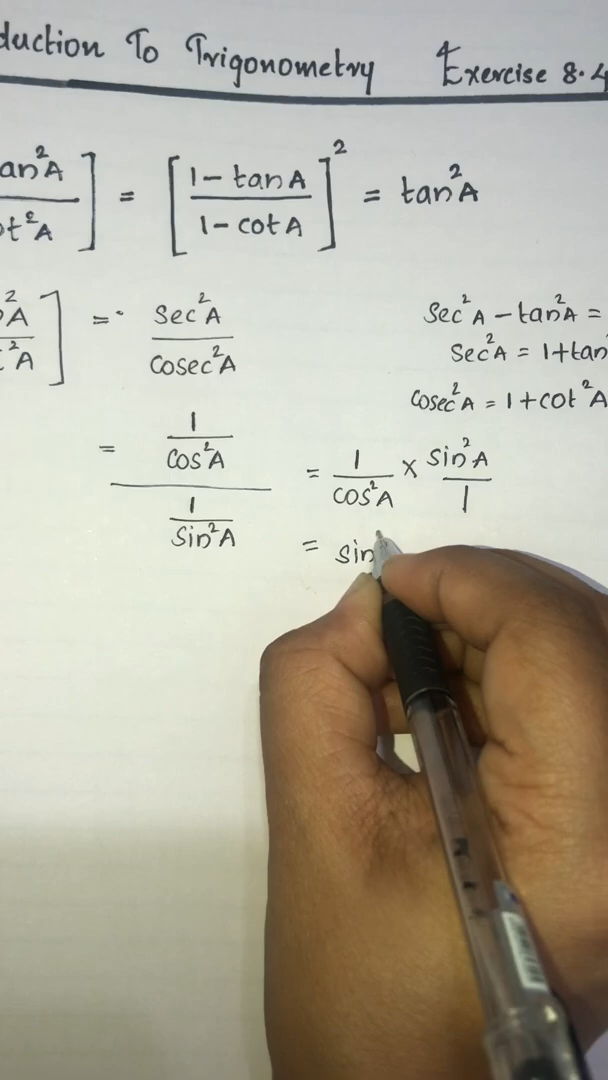 duction To Trigonometry Exercise 8.4
an²A / ot²A ] = [ 1 - tan A / 1 - cot A ]² = tan²A
²A / ²A ] = sec²A / cosec²A
sec²A - tan²A =
sec²A = 1 + tan
cosec²A = 1 + cot²A
= 1/cos²A / 1/sin²A = 1/cos²A × sin²A/1
= sin